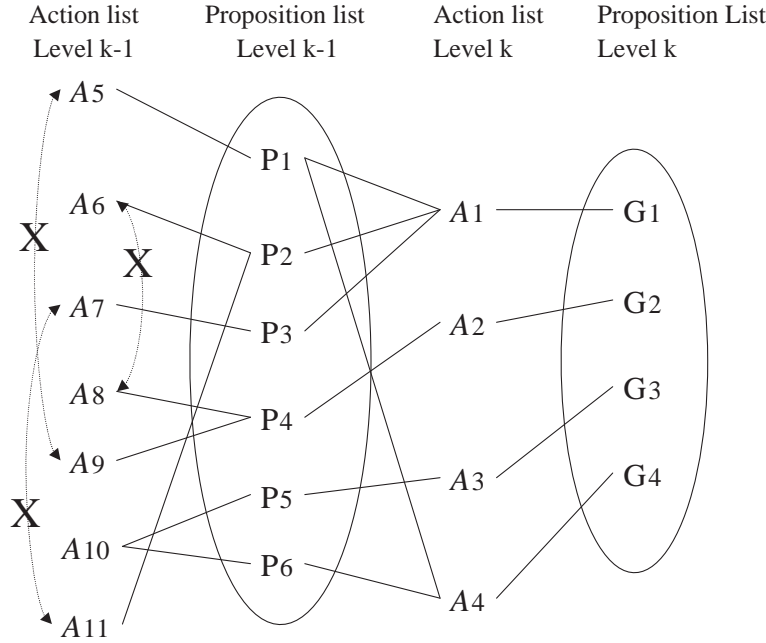 Action list Proposition list Action list Proposition List
Level k-1 Level k-1 Level k Level k
A5
P1
A6 A1 G1
X
P2 X
A7 P3 A2 G2
A8 P4 G3
A9 A3 G4
P5
X
A10 P6
A4
A11